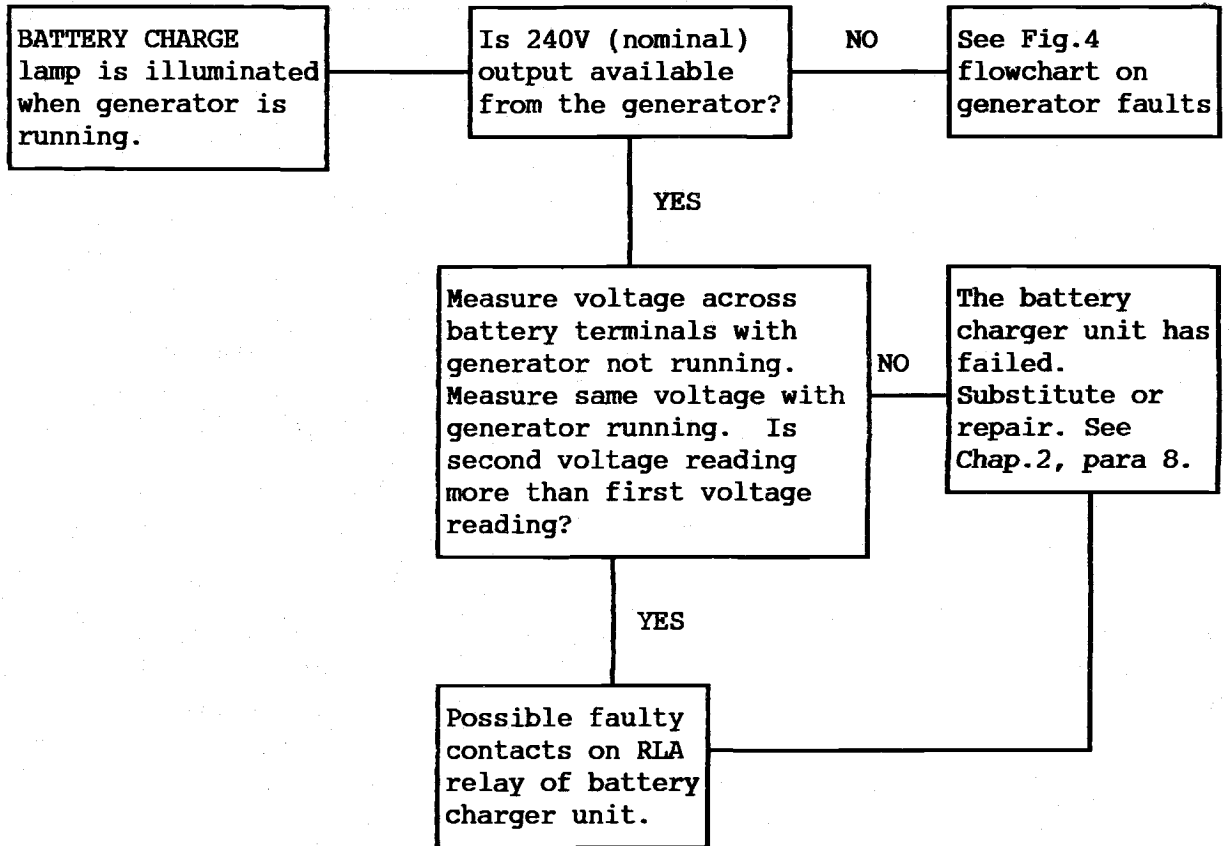 BATTERY CHARGE
lamp is illuminated
when generator is
running.
Is 240V (nominal)
output available
from the generator?
NO
See Fig.4
flowchart on
generator faults
YES
Measure voltage across
battery terminals with
generator not running.
Measure same voltage with
generator running. Is
second voltage reading
more than first voltage
reading?
NO
The battery
charger unit has
failed.
Substitute or
repair. See
Chap.2, para 8.
YES
Possible faulty
contacts on RLA
relay of battery
charger unit.